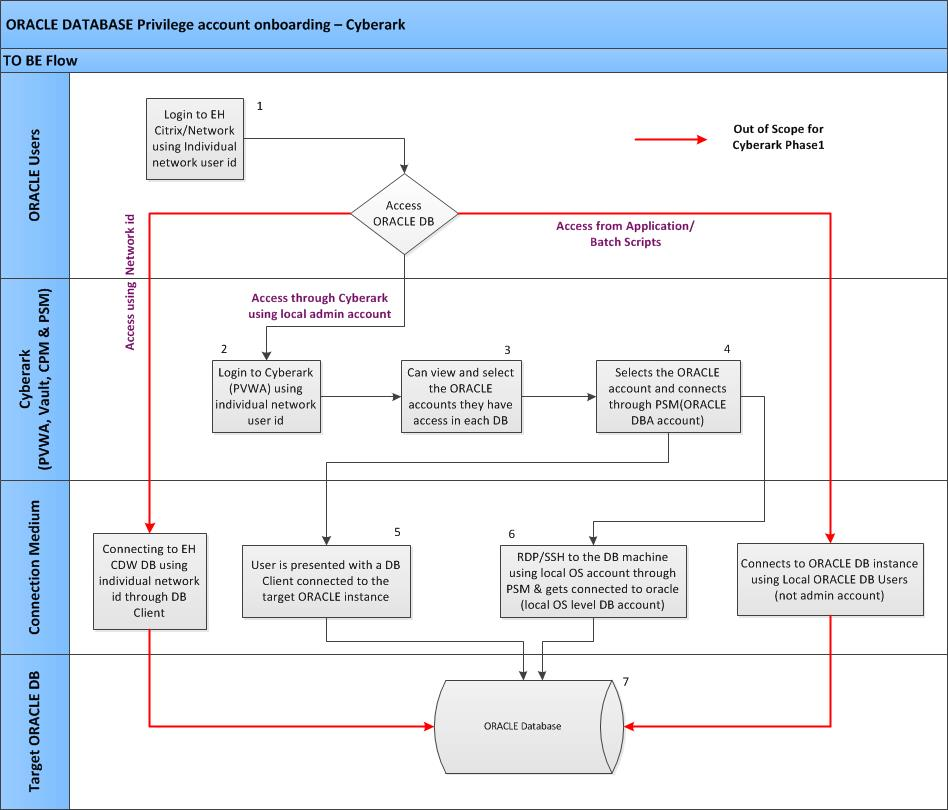 ORACLE DATABASE Privilege account onboarding – Cyberark
TO BE Flow
ORACLE Users
1
Login to EH
Citrix/Network
using Individual
network user id
Out of Scope for
Cyberark Phase1
Access
ORACLE DB
Access using Network id
Access from Application/
Batch Scripts
Cyberark
(PVWA, Vault, CPM & PSM)
Access through Cyberark
using local admin account
2
Login to Cyberark
(PVWA) using
individual network
user id
3
Can view and select
the ORACLE
accounts they have
access in each DB
4
Selects the ORACLE
account and connects
through PSM(ORACLE
DBA account)
Connection Medium
Connecting to EH
CDW DB using
individual network
id through DB
Client
5
User is presented with a DB
Client connected to the
target ORACLE instance
6
RDP/SSH to the DB machine
using local OS account through
PSM & gets connected to oracle
(local OS level DB account)
Connects to ORACLE DB instance
using Local ORACLE DB Users
(not admin account)
Target ORACLE DB
7
ORACLE Database